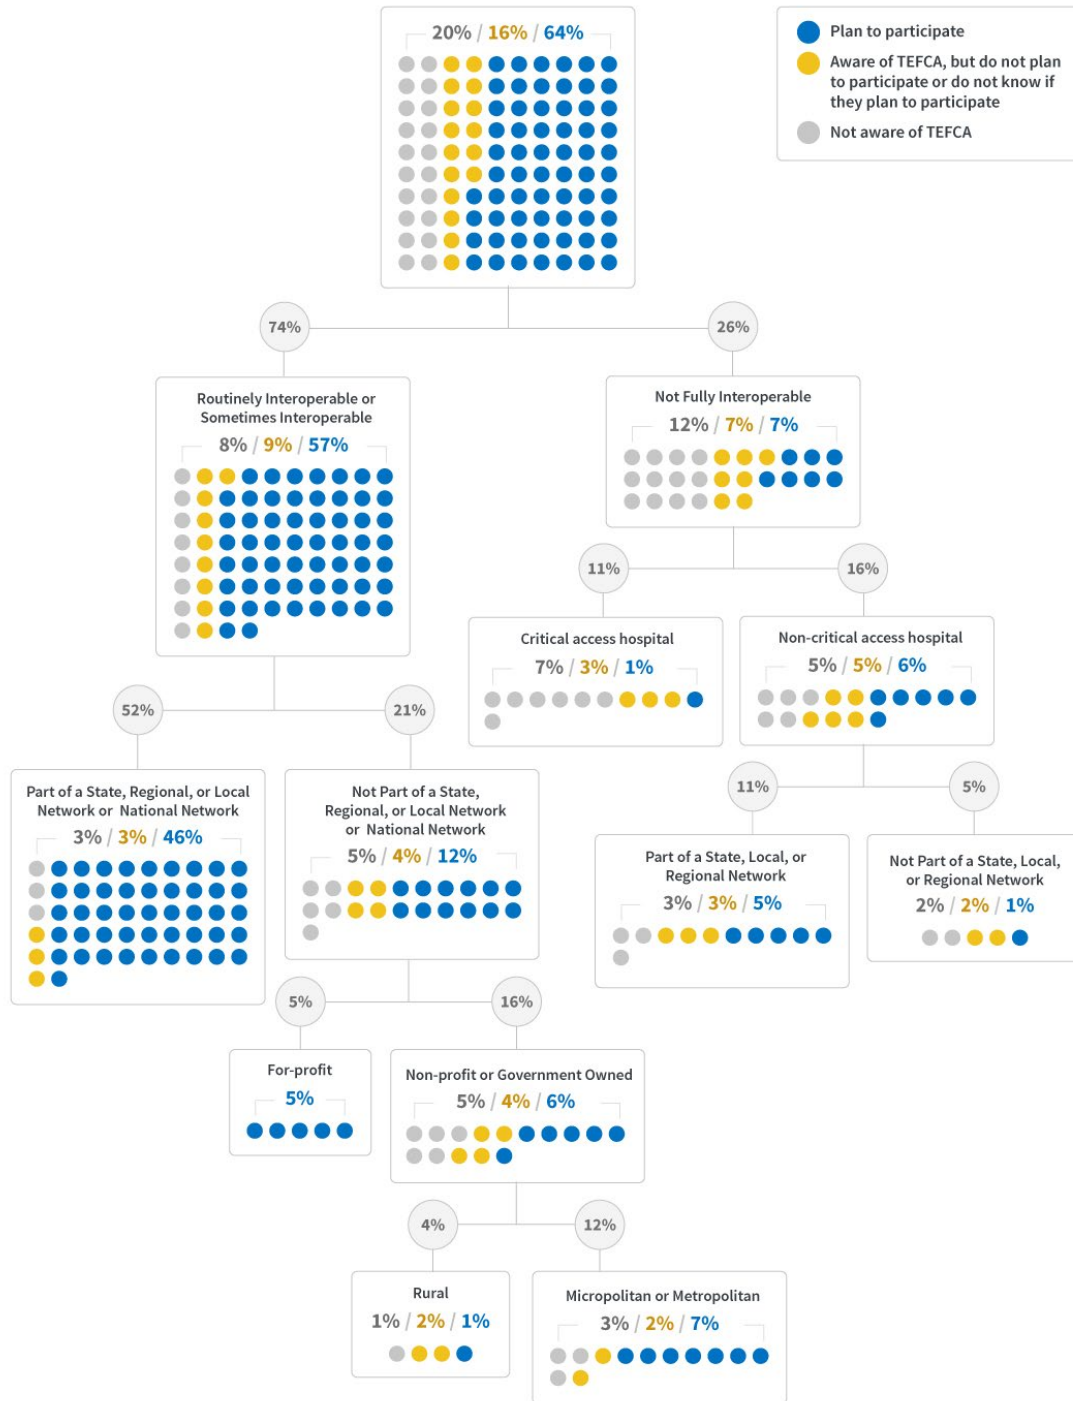 20% / 16% / 64%
Plan to participate
Aware of TEFCA, but do not plan
to participate or do not know if
they plan to participate
Not aware of TEFCA
74%
26%
Routinely Interoperable or
Sometimes Interoperable
8% / 9% / 57%
Not Fully Interoperable
12% / 7% / 7%
11%
16%
Critical access hospital
7% / 3% / 1%
Non-critical access hospital
5% / 5% / 6%
52%
21%
Part of a State, Regional, or Local
Network or National Network
3% / 3% / 46%
Not Part of a State,
Regional, or Local Network
or National Network
5% / 4% / 12%
11%
5%
Part of a State, Local, or
Regional Network
3% / 3% / 5%
Not Part of a State, Local,
or Regional Network
2% / 2% / 1%
5%
16%
For-profit
5%
Non-profit or Government Owned
5% / 4% / 6%
4%
12%
Rural
1% / 2% / 1%
Micropolitan or Metropolitan
3% / 2% / 7%